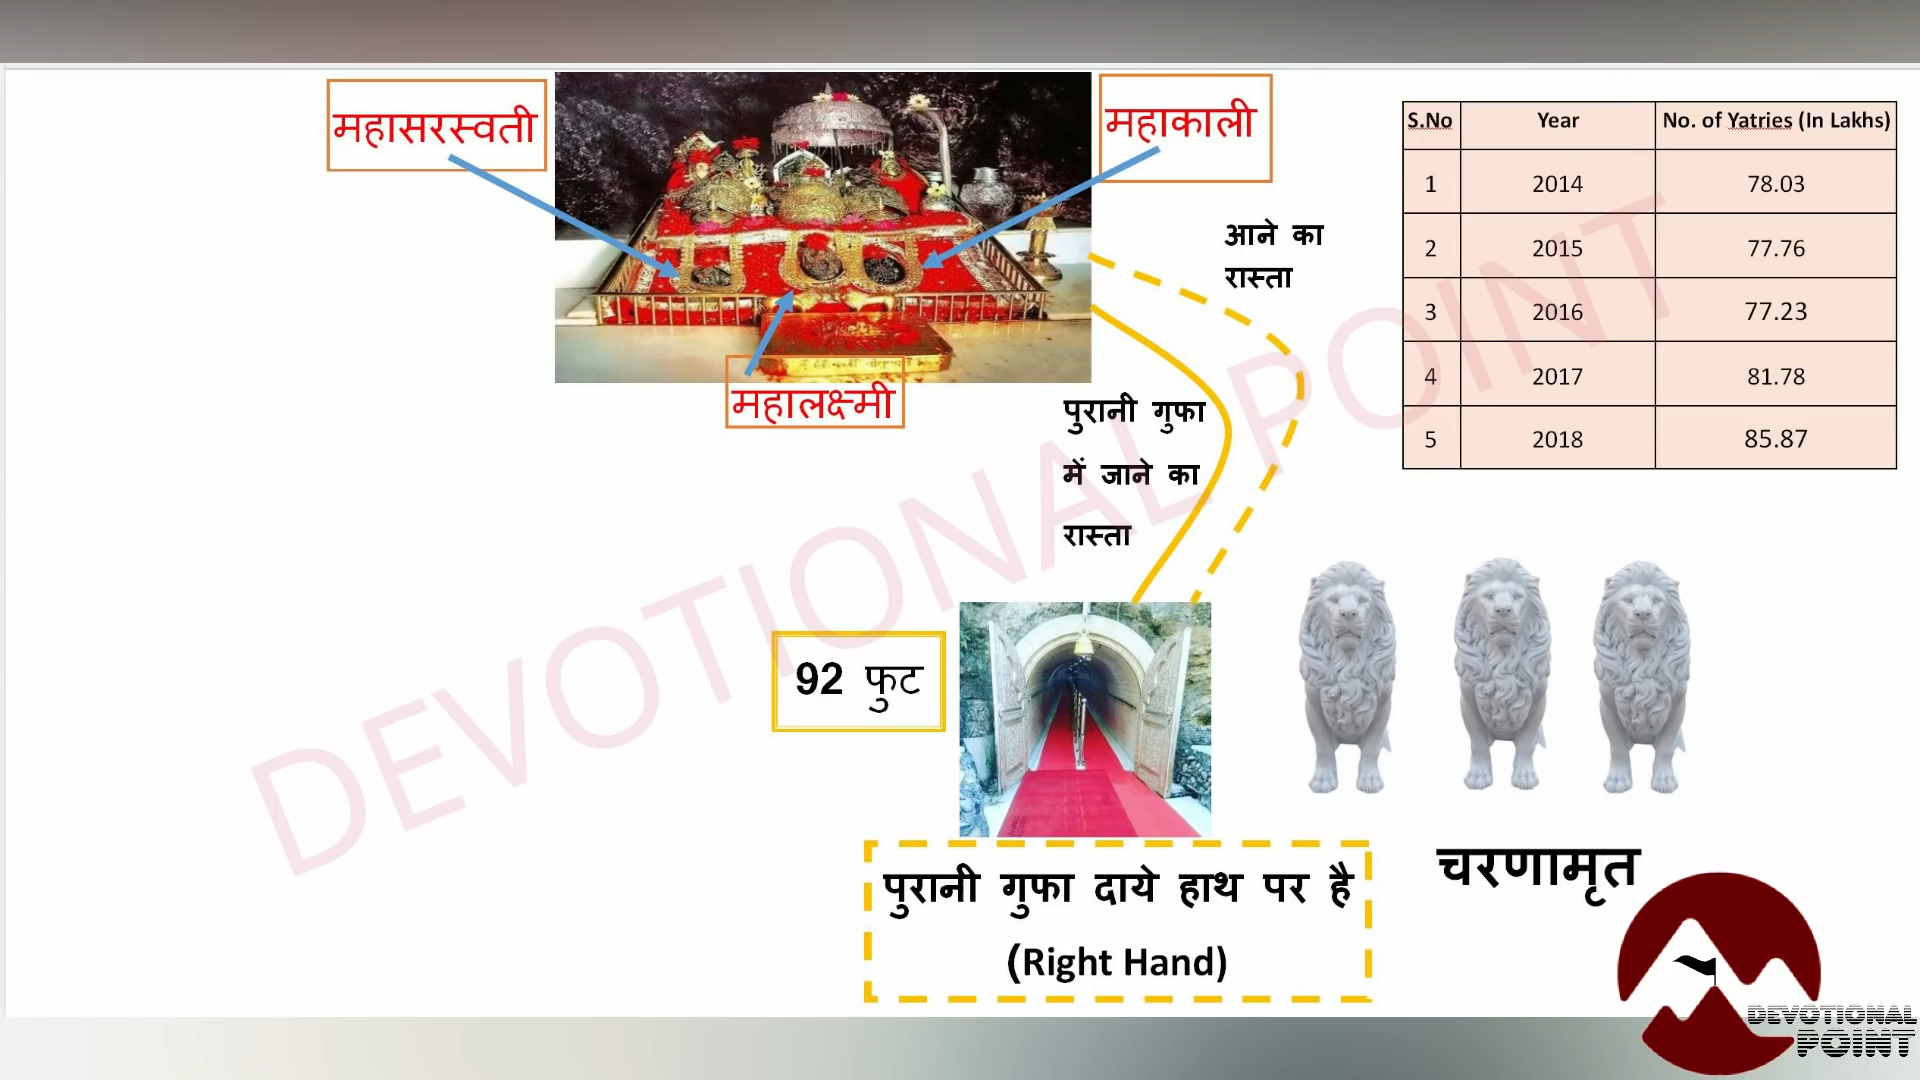 महासरस्वती
महाकाली
महालक्ष्मी
आने का
रास्ता
पुरानी गुफा
में जाने का
रास्ता
S.No Year No. of Yatries (In Lakhs)
1 2014 78.03
2 2015 77.76
3 2016 77.23
4 2017 81.78
5 2018 85.87
DEVOTIONAL POINT
92 फुट
पुरानी गुफा दाये हाथ पर है
(Right Hand)
चरणामृत
DEVOTIONAL
POINT